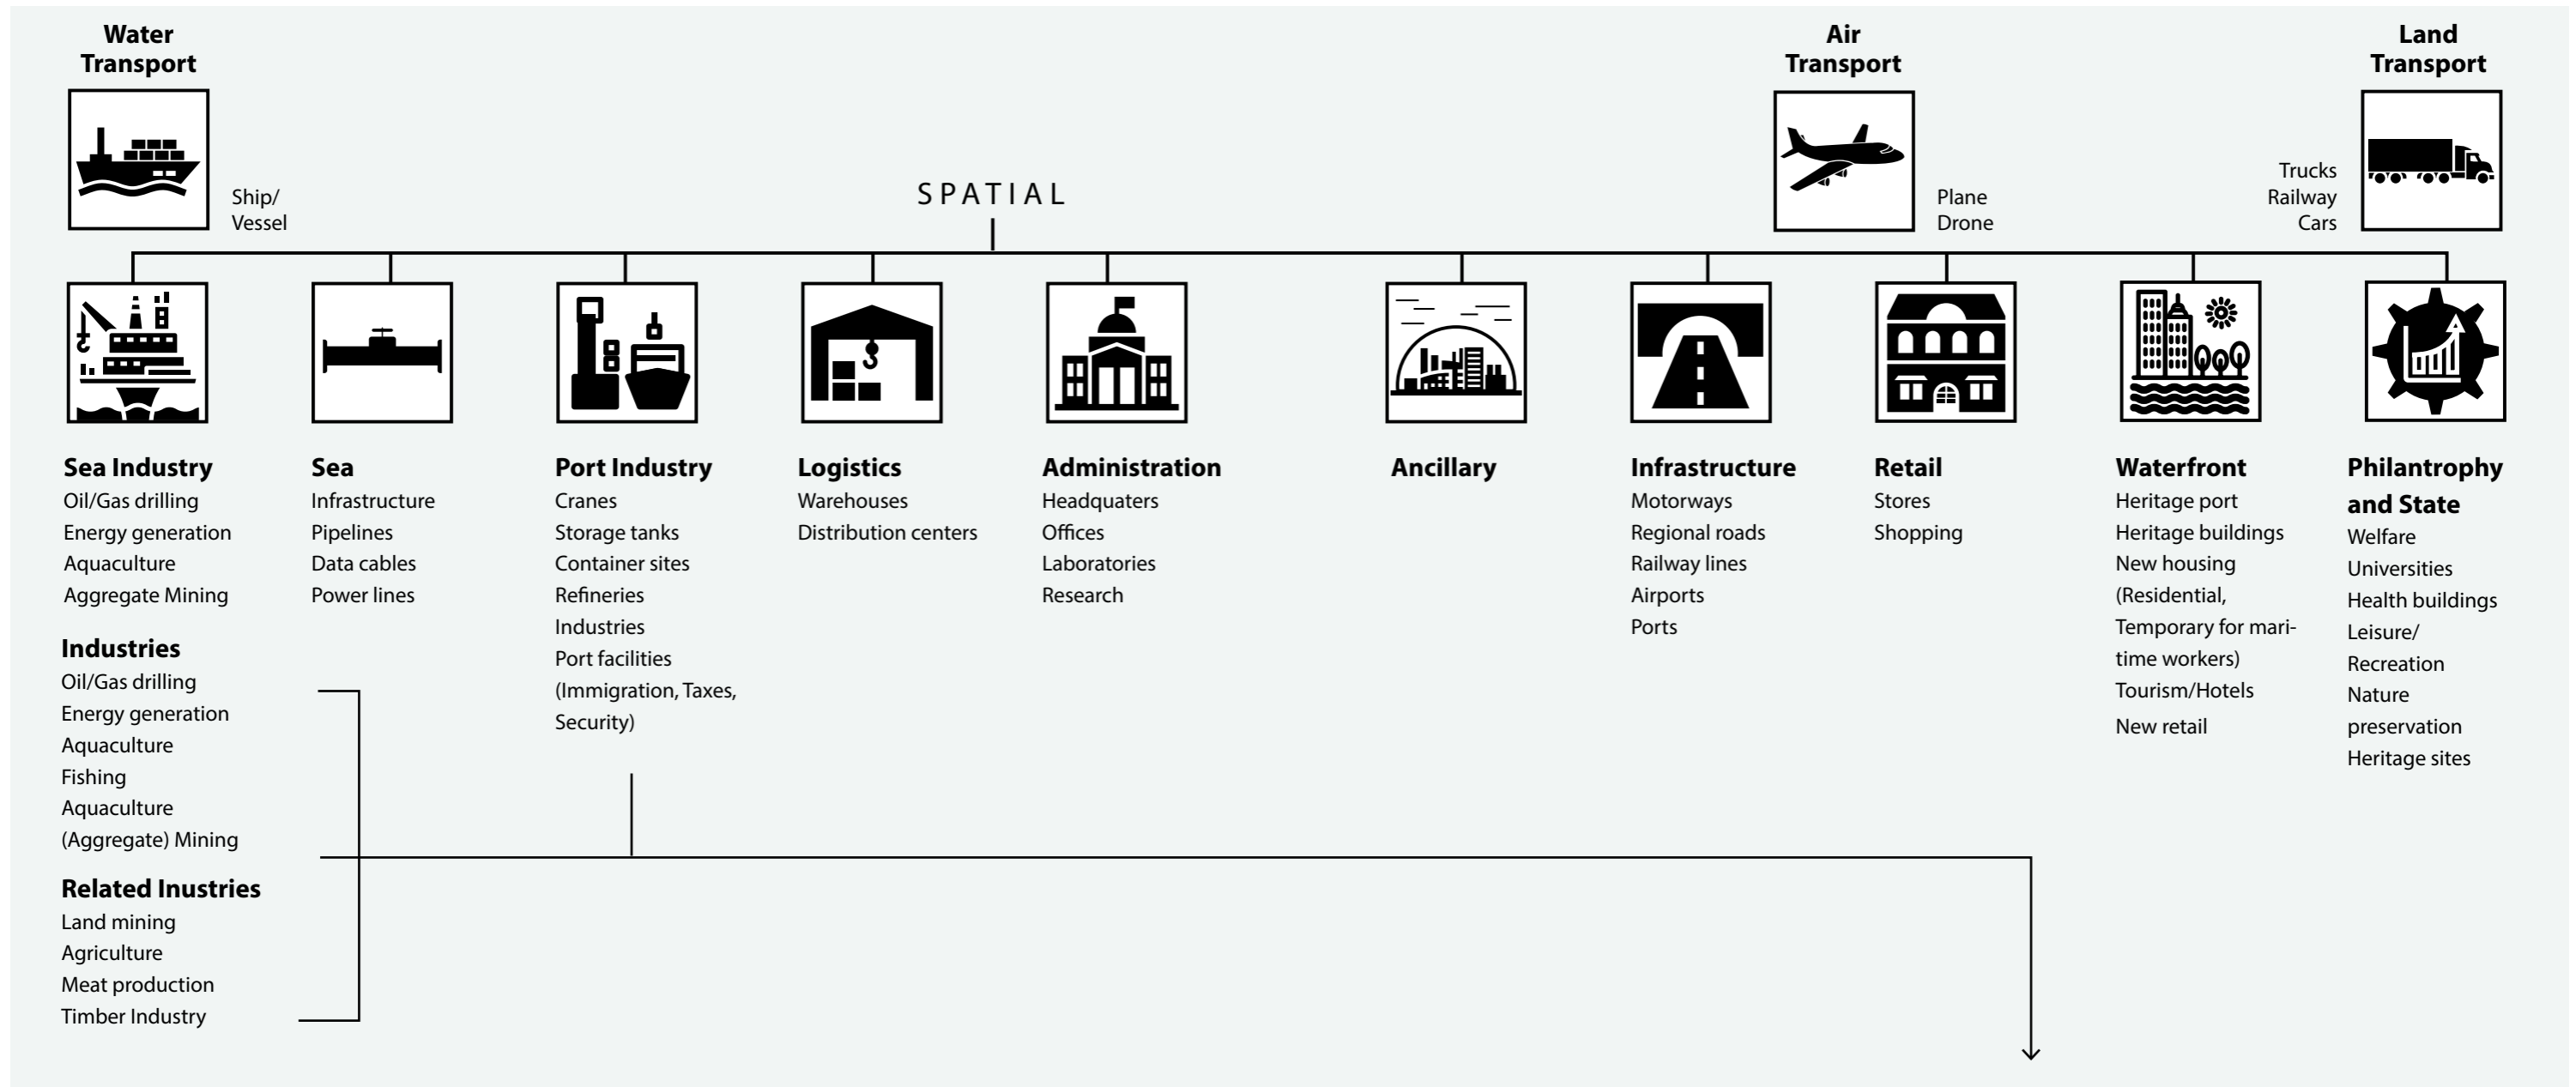 Water
Transport
Ship/
Vessel
SPATIAL
Air
Transport
Plane
Drone
Land
Transport
Trucks
Railway
Cars
Sea Industry
Oil/Gas drilling
Energy generation
Aquaculture
Aggregate Mining
Industries
Oil/Gas drilling
Energy generation
Aquaculture
Fishing
Aquaculture
(Aggregate) Mining
Related Inustries
Land mining
Agriculture
Meat production
Timber Industry
Sea
Infrastructure
Pipelines
Data cables
Power lines
Port Industry
Cranes
Storage tanks
Container sites
Refineries
Industries
Port facilities
(Immigration, Taxes,
Security)
Logistics
Warehouses
Distribution centers
Administration
Headquaters
Offices
Laboratories
Research
Ancillary
Infrastructure
Motorways
Regional roads
Railway lines
Airports
Ports
Retail
Stores
Shopping
Waterfront
Heritage port
Heritage buildings
New housing
(Residential,
Temporary for mari-
time workers)
Tourism/Hotels
New retail
Philantrophy
and State
Welfare
Universities
Health buildings
Leisure/
Recreation
Nature
preservation
Heritage sites